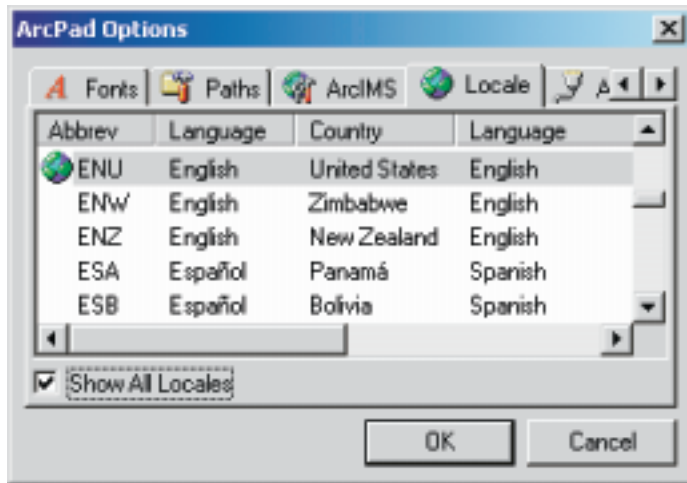 ArcPad Options
Fonts Paths ArcIMS Locale A
Abbrev Language Country Language
ENU English United States English
ENW English Zimbabwe English
ENZ English New Zealand English
ESA Español Panamá Spanish
ESB Español Bolivia Spanish
Show All Locales
OK Cancel